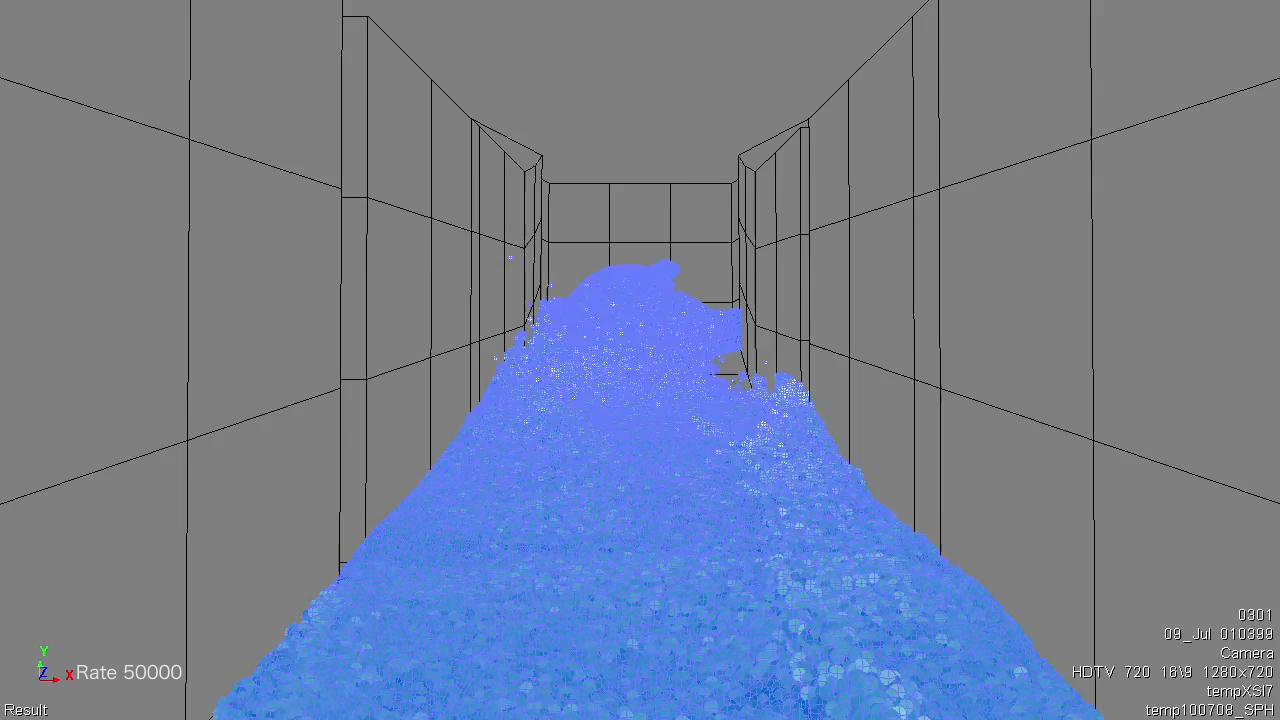 0301
09_Jul 010399
Camera
HDTV 720 16\9 1280x720
tempXSI7
temp100708_SPH
Y
Z
X
Rate 50000
Result